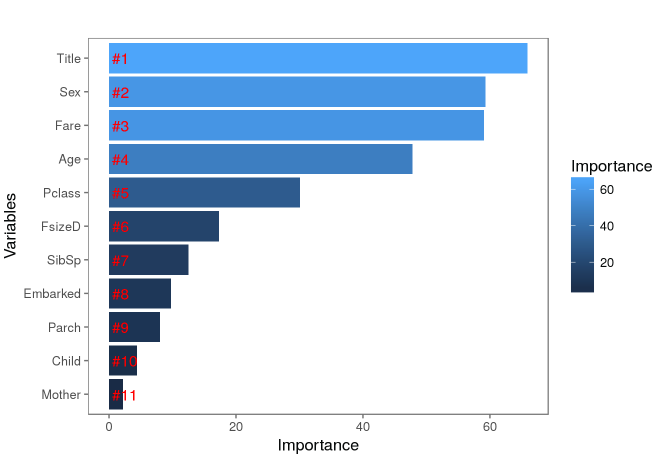 Title #1
Sex #2
Fare #3
Age #4
Pclass #5
FsizeD #6
SibSp #7
Embarked #8
Parch #9
Child #10
Mother #11
0 20 40 60
Importance
Variables
Importance
60
40
20